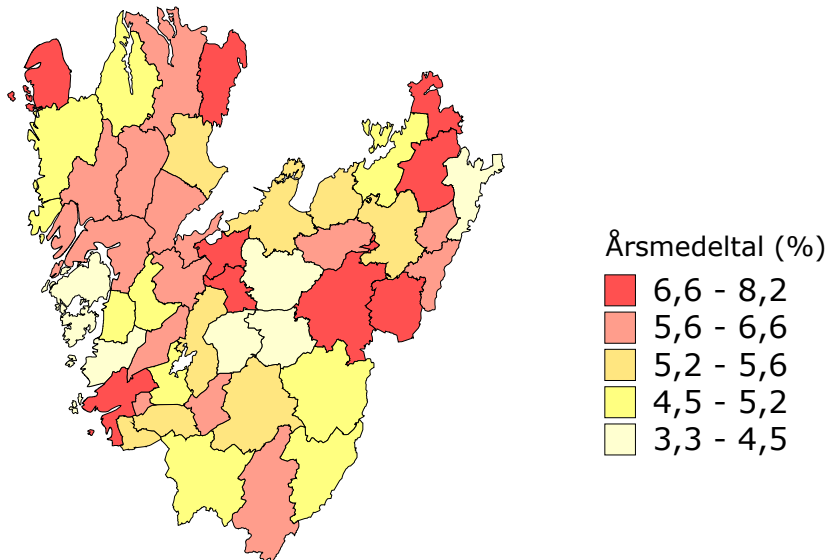 Årsmedeltal (%)
6,6 - 8,2
5,6 - 6,6
5,2 - 5,6
4,5 - 5,2
3,3 - 4,5